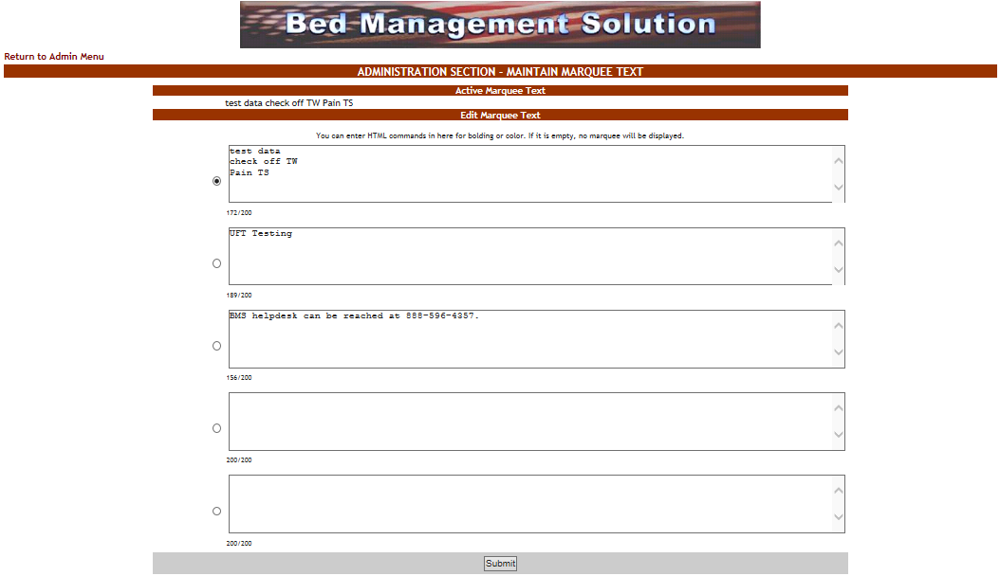 Bed Management Solution
Return to Admin Menu
ADMINISTRATION SECTION - MAINTAIN MARQUEE TEXT
Active Marquee Text
test data check off TW Pain TS
Edit Marquee Text
You can enter HTML commands in here for bolding or color. If it is empty, no marquee will be displayed.
test data
check off TW
Pain TS
172/200
UFT Testing
189/200
BMS helpdesk can be reached at 888-596-4357.
156/200
200/200
200/200
Submit